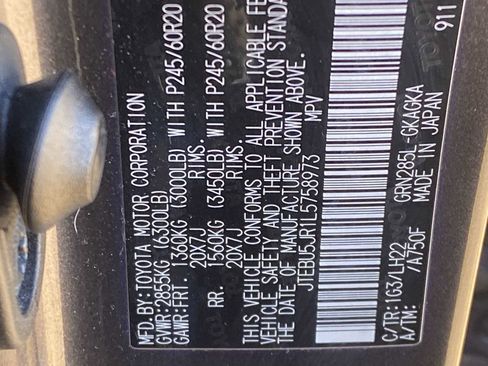 MFD.BY:TOYOTA MOTOR CORPORATION
GVWR:2855KG (6300LB)
GAWR:FRT. 1360KG (3000LB) WITH P245/60R20
20X7J RIMS,
RR. 1560KG (3450LB) WITH P245/60R20
20X7J RIMS.
THIS VEHICLE CONFORMS TO ALL APPLICABLE FE
VEHICLE SAFETY AND THEFT PREVENTION STANDA
THE DATE OF MANUFACTURE SHOWN ABOVE.
JTEBU5JR1L5758973 MPV
C/TR:1G3/LH22 GRN285L-GKAGKA
A/TM: /A750F MADE IN JAPAN
911